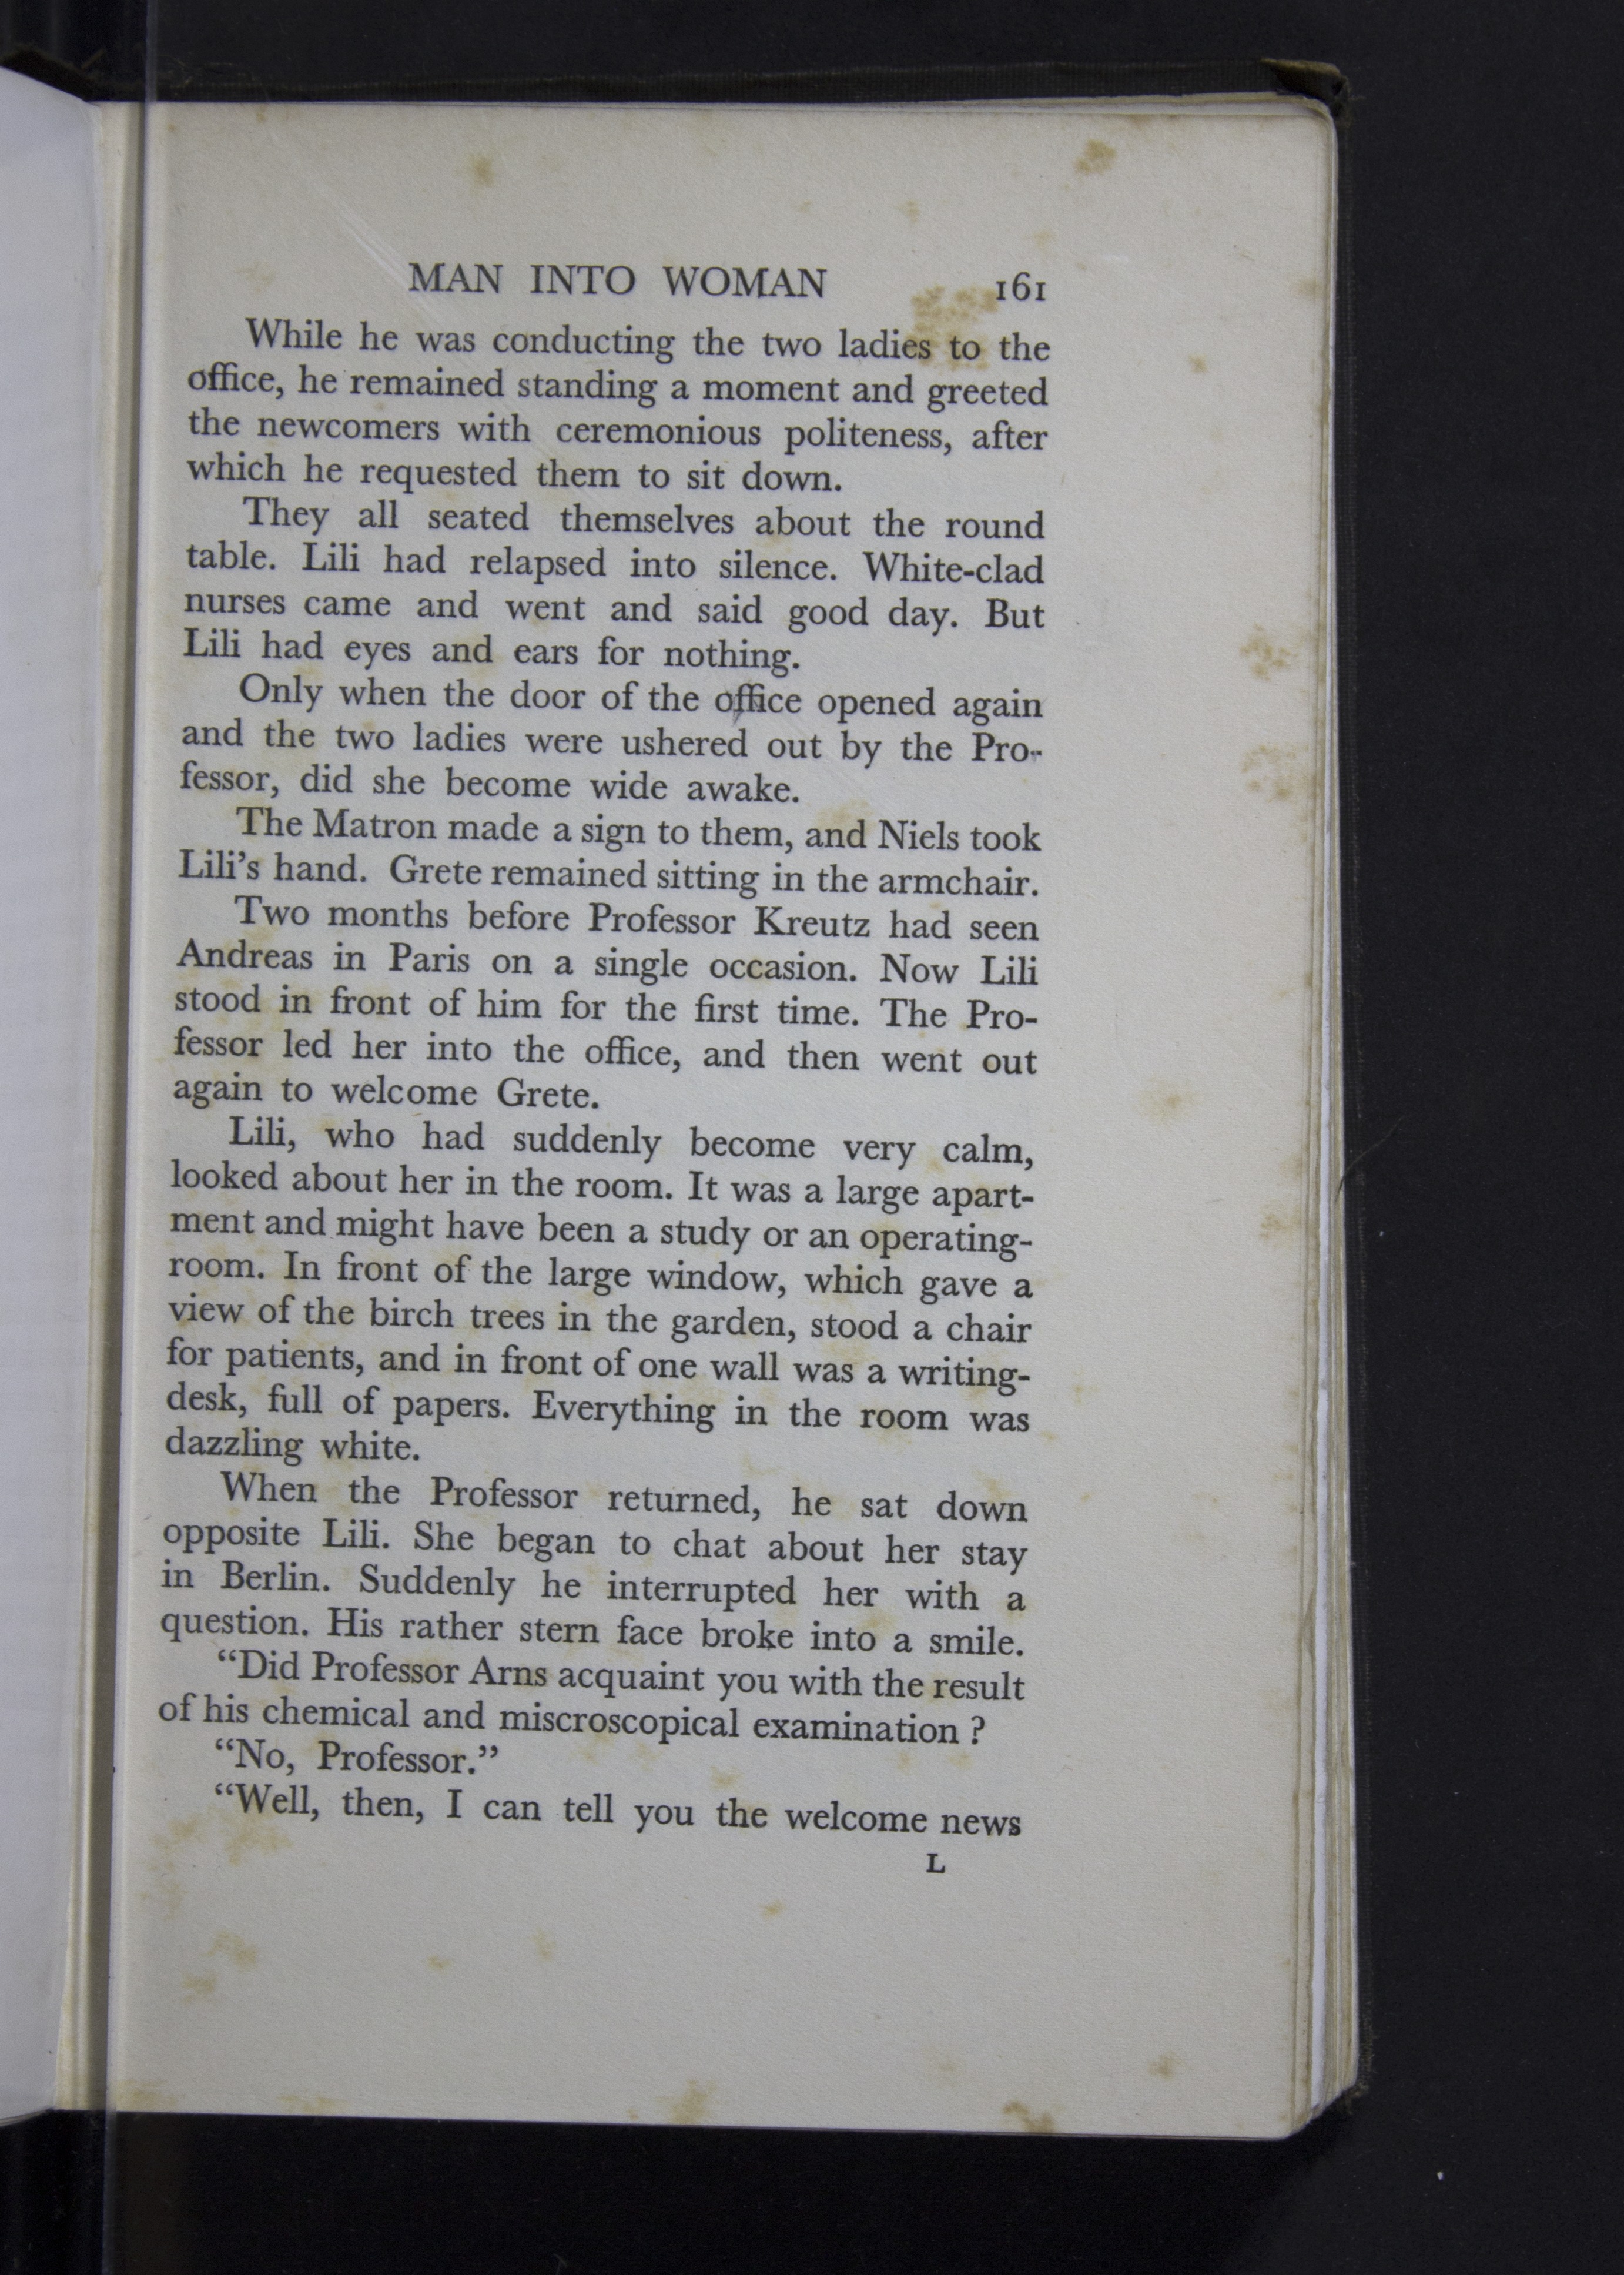 MAN INTO WOMAN 161
While he was conducting the two ladies to the
office, he remained standing a moment and greeted
the newcomers with ceremonious politeness, after
which he requested them to sit down.
They all seated themselves about the round
table. Lili had relapsed into silence. White-clad
nurses came and went and said good day. But
Lili had eyes and ears for nothing.
Only when the door of the office opened again
and the two ladies were ushered out by the Pro-
fessor, did she become wide awake.
The Matron made a sign to them, and Niels took
Lili's hand. Grete remained sitting in the armchair.
Two months before Professor Kreutz had seen
Andreas in Paris on a single occasion. Now Lili
stood in front of him for the first time. The Pro-
fessor led her into the office, and then went out
again to welcome Grete.
Lili, who had suddenly become very calm,
looked about her in the room. It was a large apart-
ment and might have been a study or an operating-
room. In front of the large window, which gave a
view of the birch trees in the garden, stood a chair
for patients, and in front of one wall was a writing-
desk, full of papers. Everything in the room was
dazzling white.
When the Professor returned, he sat down
opposite Lili. She began to chat about her stay
in Berlin. Suddenly he interrupted her with a
question. His rather stern face broke into a smile.
“Did Professor Arns acquaint you with the result
of his chemical and miscroscopical examination ?
“No, Professor.”
“Well, then, I can tell you the welcome news
L